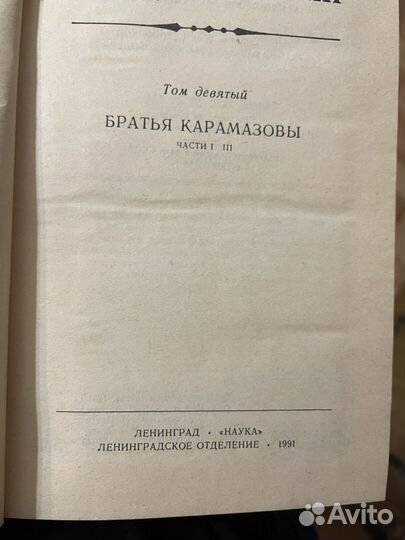 Том девятый
БРАТЬЯ КАРАМАЗОВЫ
ЧАСТИ I III
ЛЕНИНГРАД • «НАУКА»
ЛЕНИНГРАДСКОЕ ОТДЕЛЕНИЕ • 1991
Avito